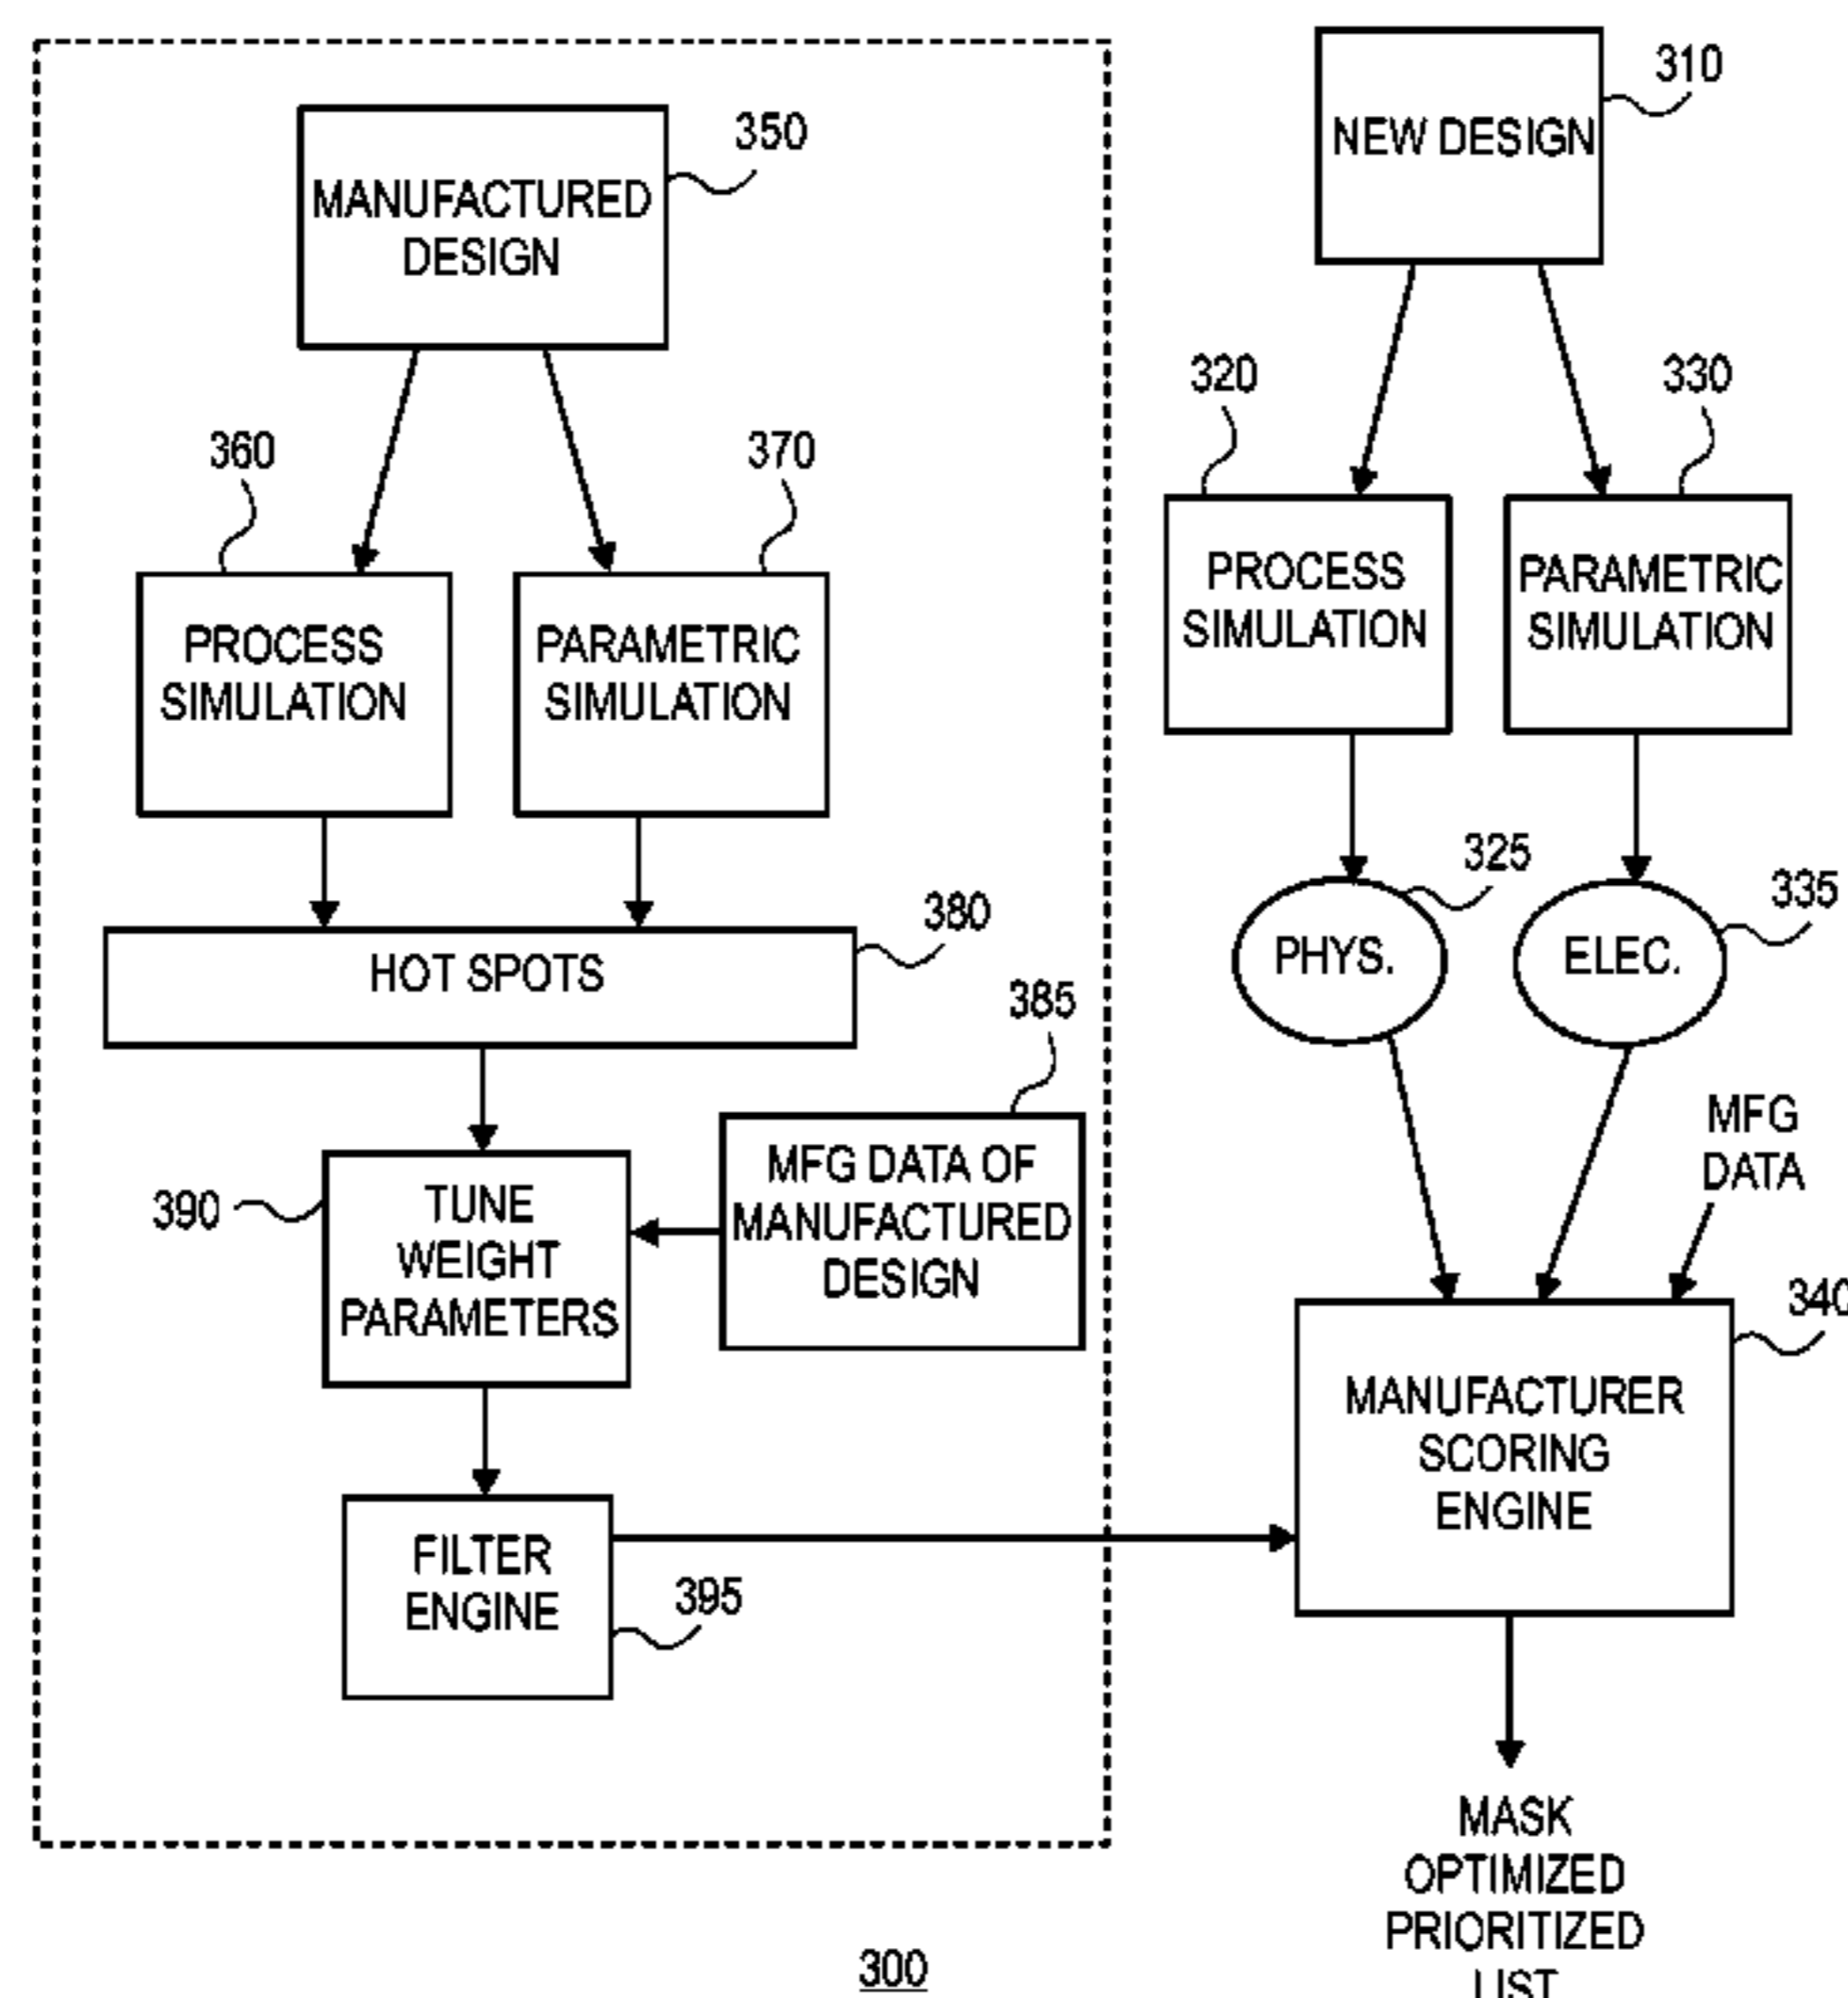 350
MANUFACTURED
DESIGN
360
370
PROCESS
SIMULATION
PARAMETRIC
SIMULATION
380
HOT SPOTS
385
390
TUNE
WEIGHT
PARAMETERS
MFG DATA OF
MANUFACTURED
DESIGN
FILTER
ENGINE
395
310
NEW DESIGN
320
330
PROCESS
SIMULATION
PARAMETRIC
SIMULATION
325
335
PHYS.
ELEC.
MFG
DATA
340
MANUFACTURER
SCORING
ENGINE
MASK
OPTIMIZED
PRIORITIZED
LIST
300